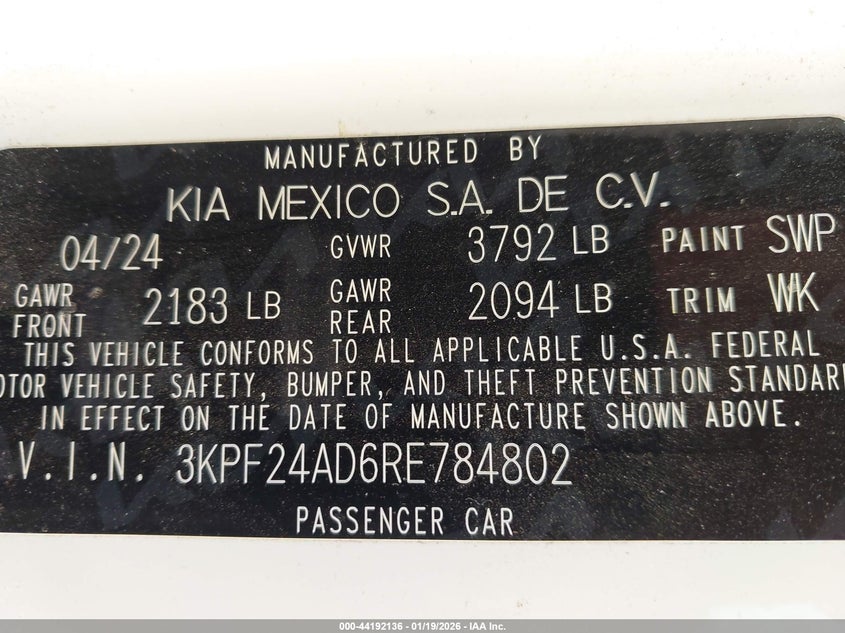 MANUFACTURED BY
KIA MEXICO S.A. DE C.V.
04/24 GVWR 3792 LB PAINT SWP
GAWR FRONT 2183 LB GAWR REAR 2094 LB TRIM WK
THIS VEHICLE CONFORMS TO ALL APPLICABLE U.S.A. FEDERAL
OTOR VEHICLE SAFETY, BUMPER, AND THEFT PREVENTION STANDARD
IN EFFECT ON THE DATE OF MANUFACTURE SHOWN ABOVE.
V.I.N. 3KPF24AD6RE784802
PASSENGER CAR
000-44192136 - 01/19/2026 - IAA Inc.